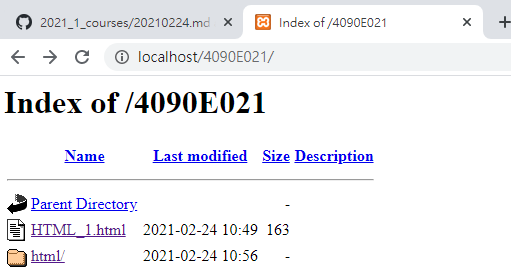 2021_1_courses/20210224.md
Index of /4090E021
localhost/4090E021/
Index of /4090E021
Name Last modified Size Description
Parent Directory -
HTML_1.html 2021-02-24 10:49 163
html/ 2021-02-24 10:56 -